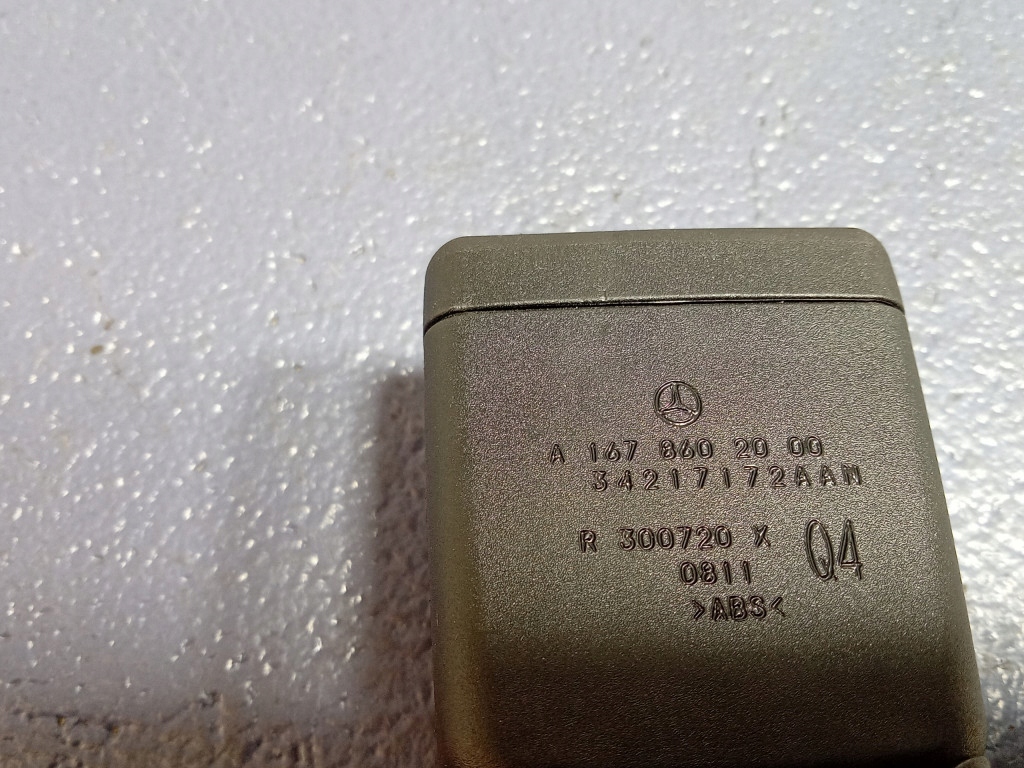 A 167 860 20 00
34217172AAN
R 300720 X Q4
0811
>ABS<